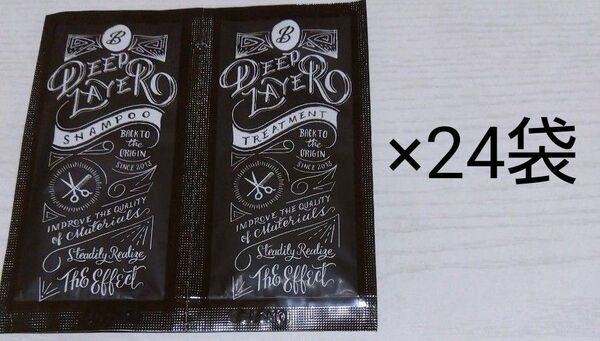 B
DEEP
LAYER
SHAMPOO
BACK TO
the
ORIGIN
SINCE 2013
IMPROVE THE QUALITY
of Materials
Steadily Realize
The Effect
B
DEEP
LAYER
TREATMENT
BACK TO
the
ORIGIN
SINCE 2013
IMPROVE THE QUALITY
of Materials
Steadily Realize
The Effect
×24袋